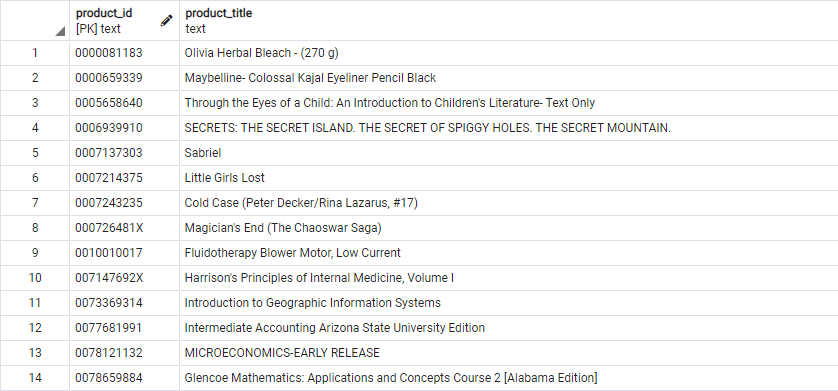 product_id product_title
[PK] text text
1 0000081183 Olivia Herbal Bleach - (270 g)
2 0000659339 Maybelline- Colossal Kajal Eyeliner Pencil Black
3 0005658640 Through the Eyes of a Child: An Introduction to Children's Literature- Text Only
4 0006939910 SECRETS: THE SECRET ISLAND. THE SECRET OF SPIGGY HOLES. THE SECRET MOUNTAIN.
5 0007137303 Sabriel
6 0007214375 Little Girls Lost
7 0007243235 Cold Case (Peter Decker/Rina Lazarus, #17)
8 000726481X Magician's End (The Chaoswar Saga)
9 0010010017 Fluidotherapy Blower Motor, Low Current
10 007147692X Harrison's Principles of Internal Medicine, Volume I
11 0073369314 Introduction to Geographic Information Systems
12 0077681991 Intermediate Accounting Arizona State University Edition
13 0078121132 MICROECONOMICS-EARLY RELEASE
14 0078659884 Glencoe Mathematics: Applications and Concepts Course 2 [Alabama Edition]